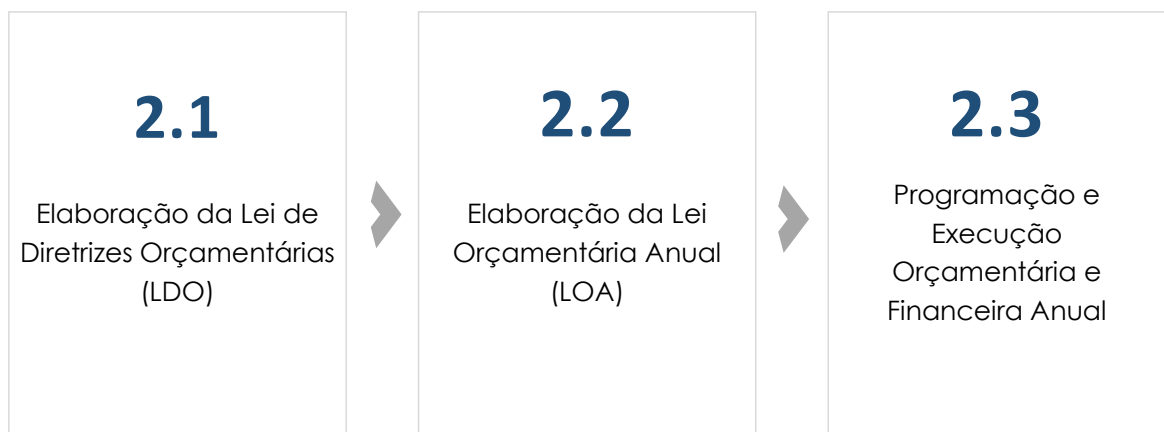 2.1
Elaboração da Lei de
Diretrizes Orçamentárias
(LDO)
2.2
Elaboração da Lei
Orçamentária Anual
(LOA)
2.3
Programação e
Execução
Orçamentária e
Financeira Anual